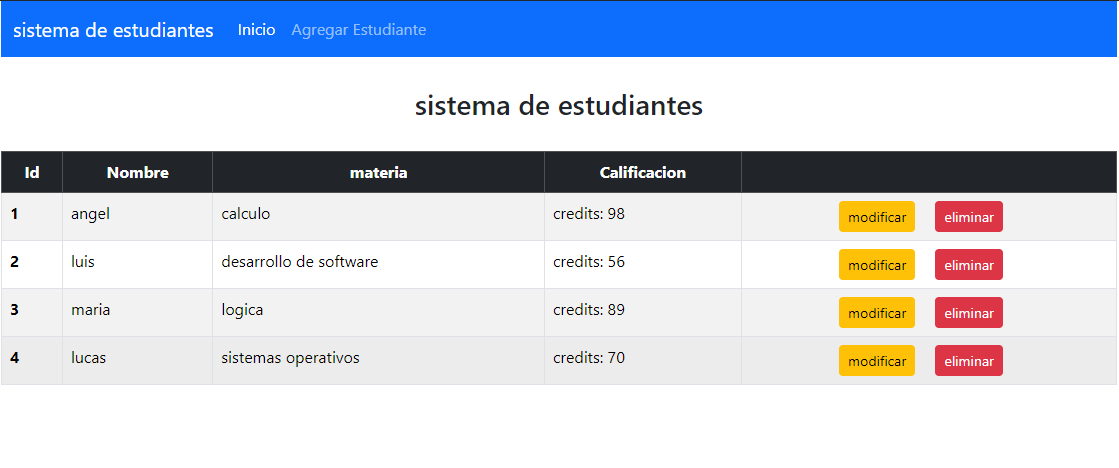 sistema de estudiantes Inicio Agregar Estudiante
sistema de estudiantes
Id Nombre materia Calificacion
1 angel calculo credits: 98 modificar eliminar
2 luis desarrollo de software credits: 56 modificar eliminar
3 maria logica credits: 89 modificar eliminar
4 lucas sistemas operativos credits: 70 modificar eliminar